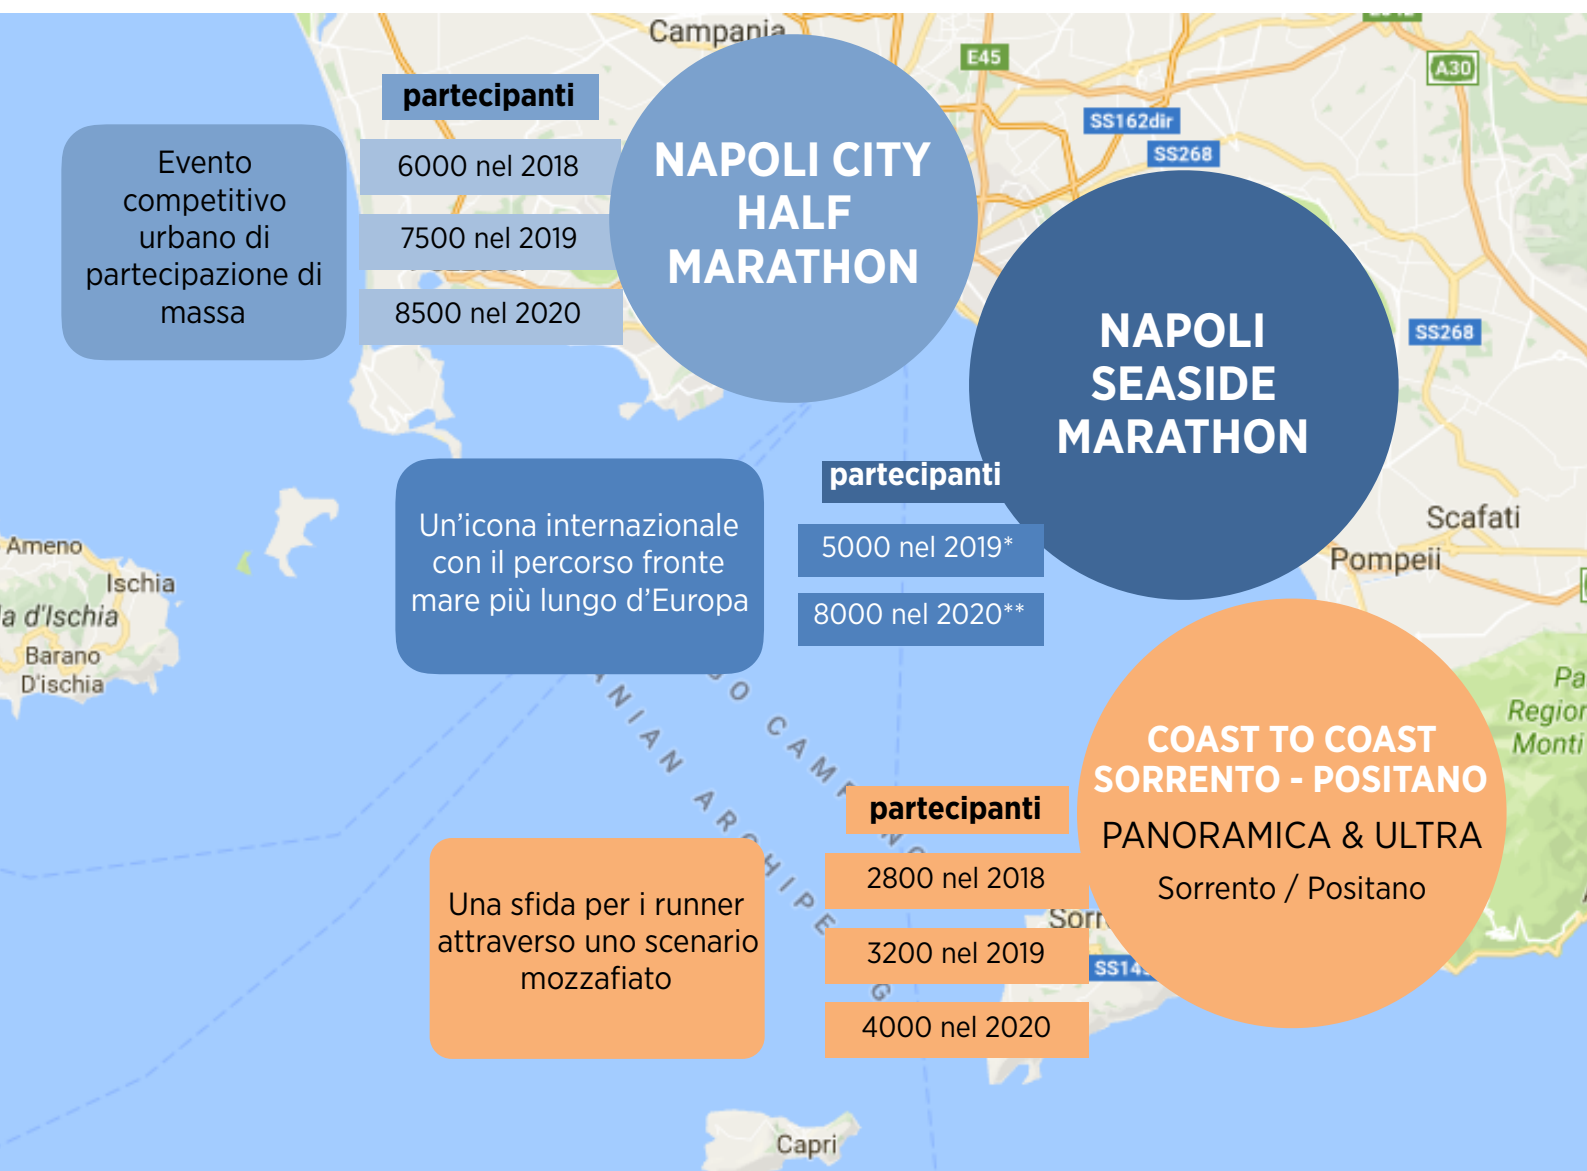 Campania
E45
A30
SS162dir
SS268
SS268
partecipanti
6000 nel 2018
7500 nel 2019
8500 nel 2020
Evento
competitivo
urbano di
partecipazione di
massa
NAPOLI CITY
HALF
MARATHON
NAPOLI
SEASIDE
MARATHON
partecipanti
5000 nel 2019*
8000 nel 2020**
Un’icona internazionale
con il percorso fronte
mare più lungo d’Europa
Scafati
Pompeii
Ameno
Ischia
a d'Ischia
Barano
D'ischia
COAST TO COAST
SORRENTO - POSITANO
PANORAMICA & ULTRA
Sorrento / Positano
partecipanti
2800 nel 2018
3200 nel 2019
4000 nel 2020
Una sfida per i runner
attraverso uno scenario
mozzafiato
Monti
Capri